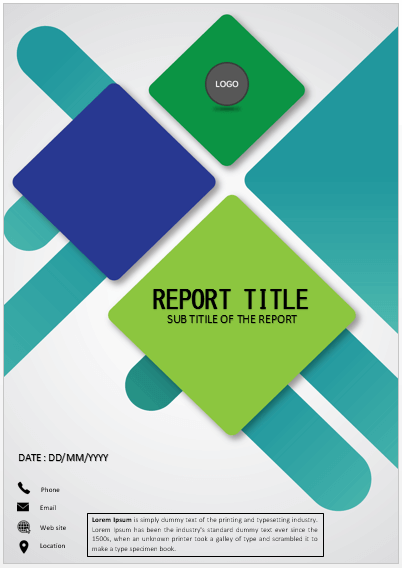 LOGO
REPORT TITLE
SUB TITILE OF THE REPORT
DATE : DD/MM/YYYY
Phone
Email
Web site
Location
Lorem Ipsum is simply dummy text of the printing and typesetting industry.
Lorem Ipsum has been the industry's standard dummy text ever since the
1500s, when an unknown printer took a galley of type and scrambled it to
make a type specimen book.